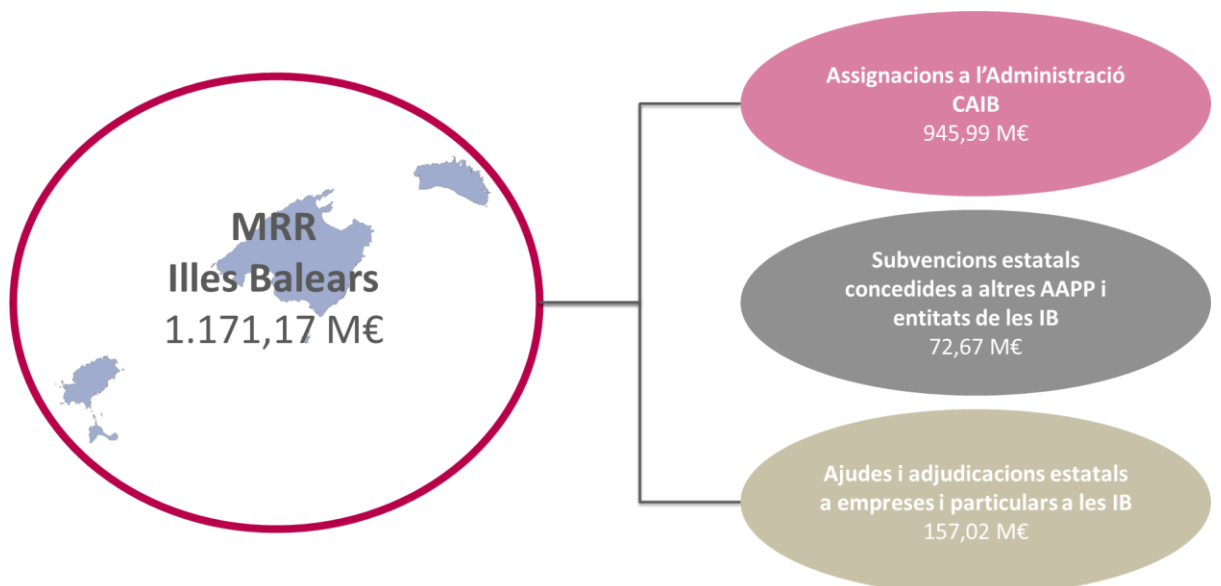 MRR
Illes Balears
1.171,17 M€
Assignacions a l'Administració
CAIB
945,99 M€
Subvencions estatals
concedides a altres AAPP i
entitats de les IB
72,67 M€
Ajudes i adjudicacions estatals
a empreses i particulars a les IB
157,02 M€